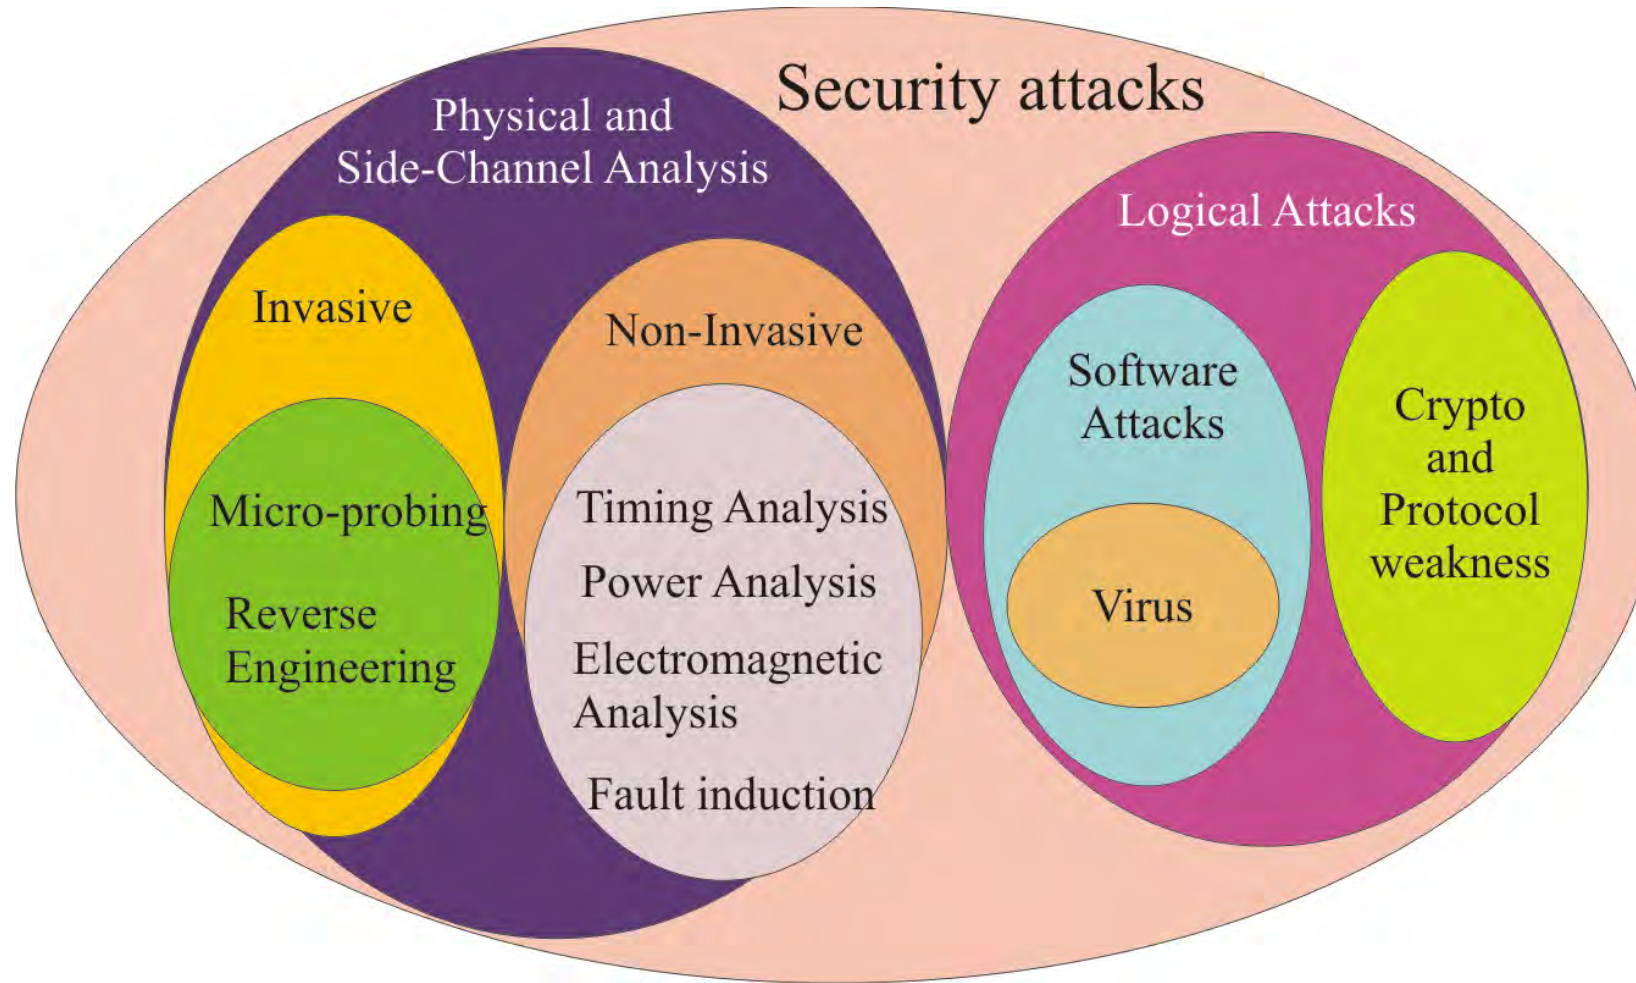 Security attacks
Physical and
Side-Channel Analysis
Invasive
Micro-probing
Reverse
Engineering
Non-Invasive
Timing Analysis
Power Analysis
Electromagnetic
Analysis
Fault induction
Logical Attacks
Software
Attacks
Virus
Crypto
and
Protocol
weakness